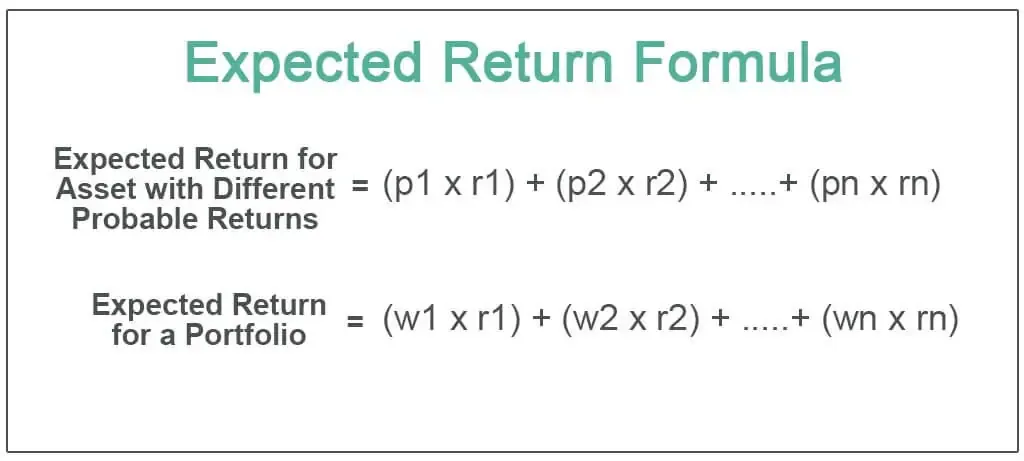 Expected Return Formula
Expected Return for
Asset with Different
Probable Returns
= (p1 x r1) + (p2 x r2) + .....+ (pn x rn)
Expected Return
for a Portfolio
= (w1 x r1) + (w2 x r2) + .....+ (wn x rn)